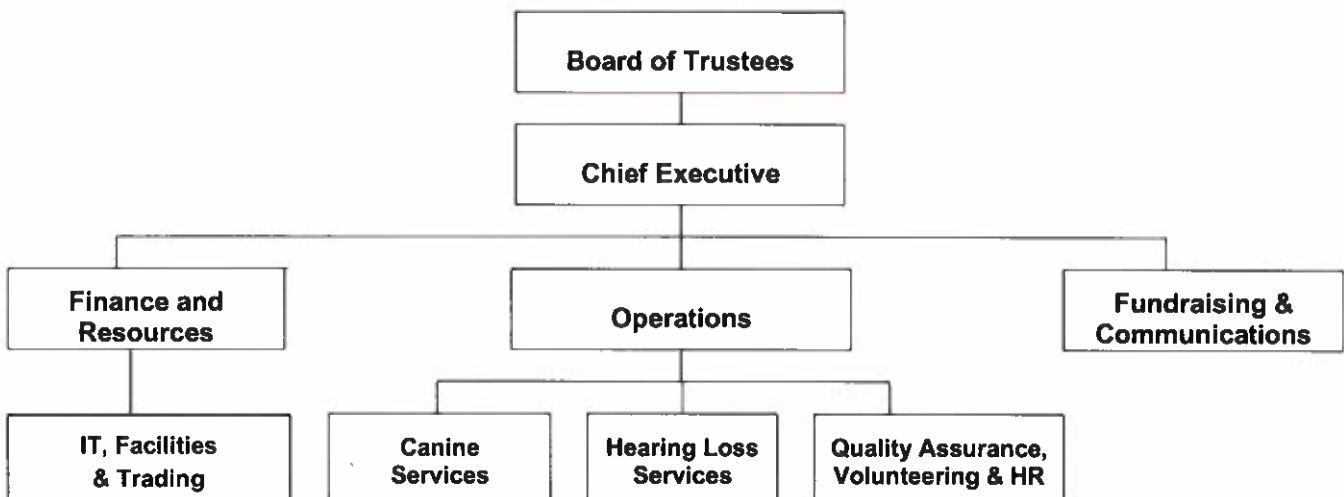 Board of Trustees
Chief Executive
Finance and
Resources
Operations
Fundraising &
Communications
IT, Facilities
& Trading
Canine
Services
Hearing Loss
Services
Quality Assurance,
Volunteering & HR